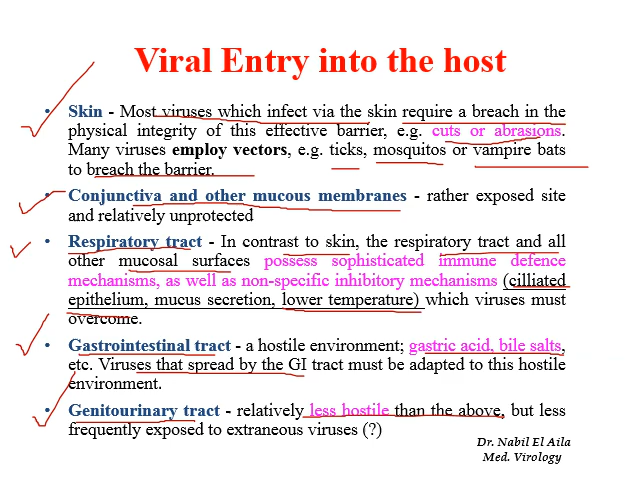 Viral Entry into the host
• Skin - Most viruses which infect via the skin require a breach in the
physical integrity of this effective barrier, e.g. cuts or abrasions.
Many viruses employ vectors, e.g. ticks, mosquitos or vampire bats
to breach the barrier.
• Conjunctiva and other mucous membranes - rather exposed site
and relatively unprotected
• Respiratory tract - In contrast to skin, the respiratory tract and all
other mucosal surfaces possess sophisticated immune defence
mechanisms, as well as non-specific inhibitory mechanisms (cilliated
epithelium, mucus secretion, lower temperature) which viruses must
overcome.
• Gastrointestinal tract - a hostile environment; gastric acid, bile salts,
etc. Viruses that spread by the GI tract must be adapted to this hostile
environment.
• Genitourinary tract - relatively less hostile than the above, but less
frequently exposed to extraneous viruses (?)
Dr. Nabil El Aila
Med. Virology